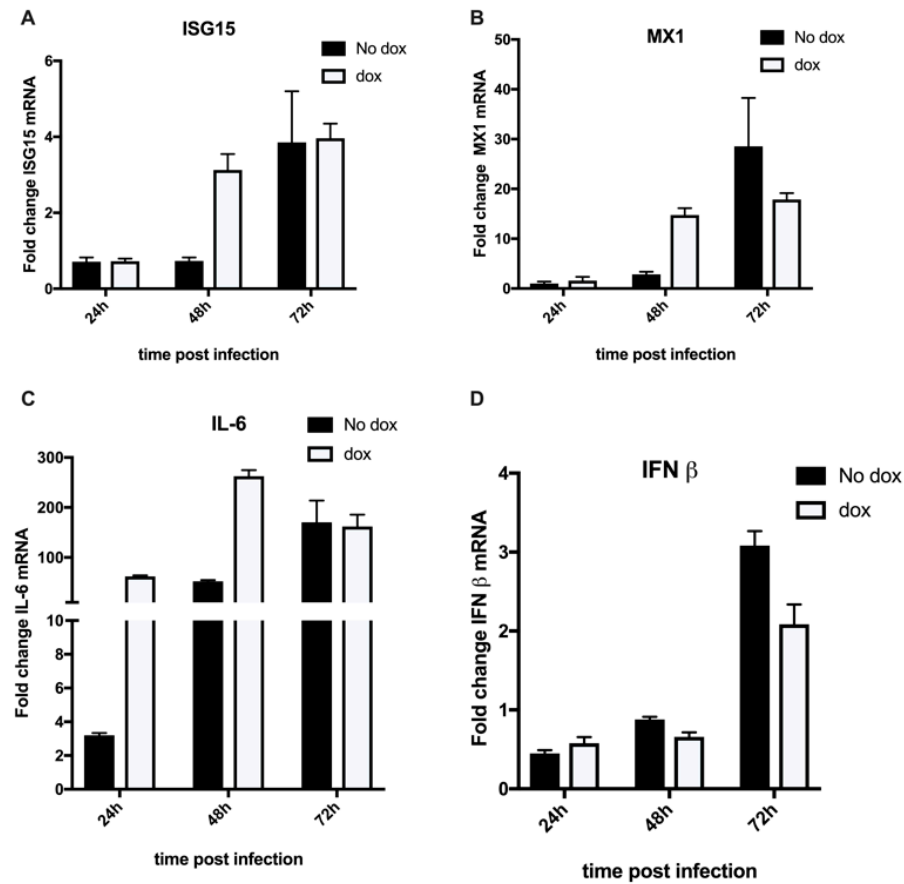 A
ISG15
No dox
dox
Fold change ISG15 mRNA
6
4
2
0
24h
48h
72h
time post infection
B
MX1
No dox
dox
Fold change MX1 mRNA
50
40
30
20
10
0
24h
48h
72h
time post infection
C
IL-6
No dox
dox
Fold change IL-6 mRNA
300
200
100
10
8
6
4
2
0
24h
48h
72h
time post infection
D
IFN β
No dox
dox
Fold change IFN β mRNA
4
3
2
1
0
24h
48h
72h
time post infection